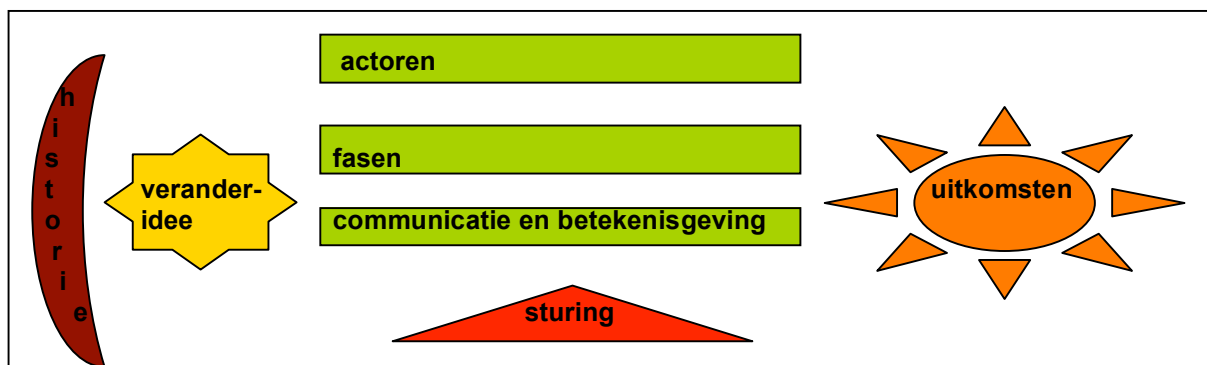 historie
verander-
idee
actoren
fasen
communicatie en betekenisgeving
sturing
uitkomsten